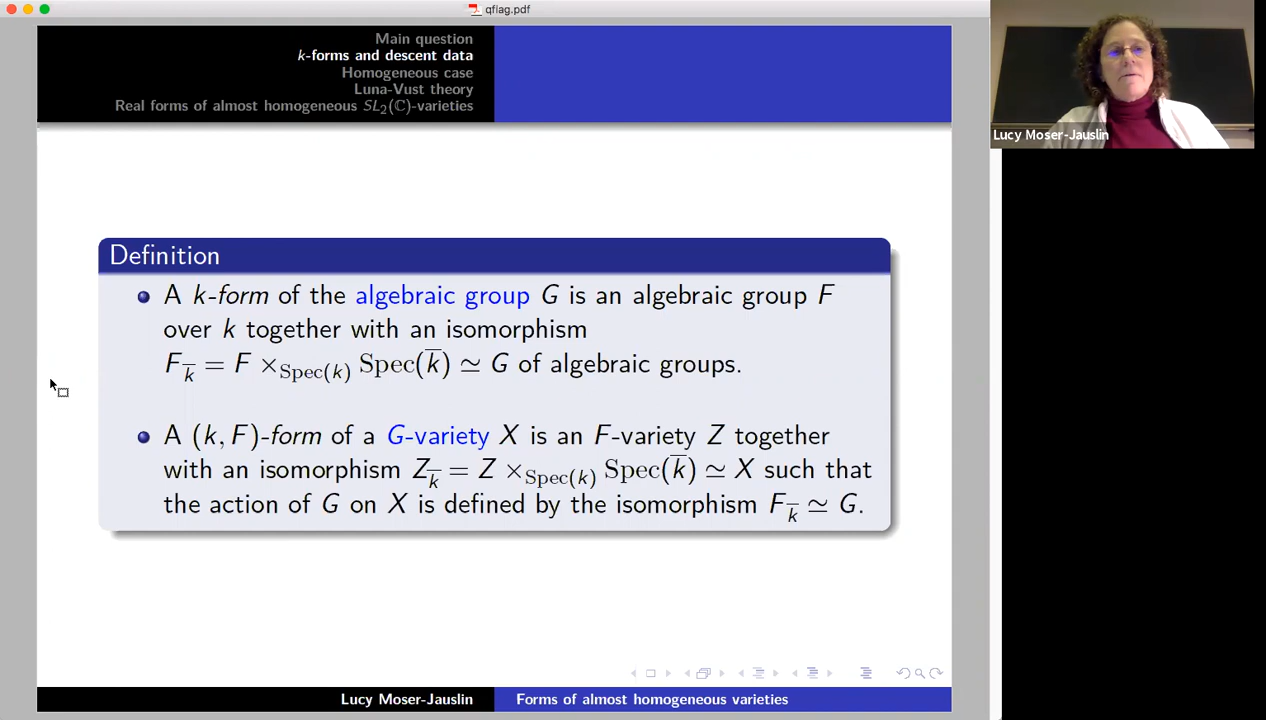 qflag.pdf
Main question
k-forms and descent data
Homogeneous case
Luna-Vust theory
Real forms of almost homogeneous SL₂(ℂ)-varieties
Lucy Moser-Jauslin
Definition
A k-form of the algebraic group G is an algebraic group F
over k together with an isomorphism
F_k̅ = F ×_Spec(k) Spec(k̅) ≃ G of algebraic groups.
A (k, F)-form of a G-variety X is an F-variety Z together
with an isomorphism Z_k̅ = Z ×_Spec(k) Spec(k̅) ≃ X such that
the action of G on X is defined by the isomorphism F_k̅ ≃ G.
Lucy Moser-Jauslin
Forms of almost homogeneous varieties